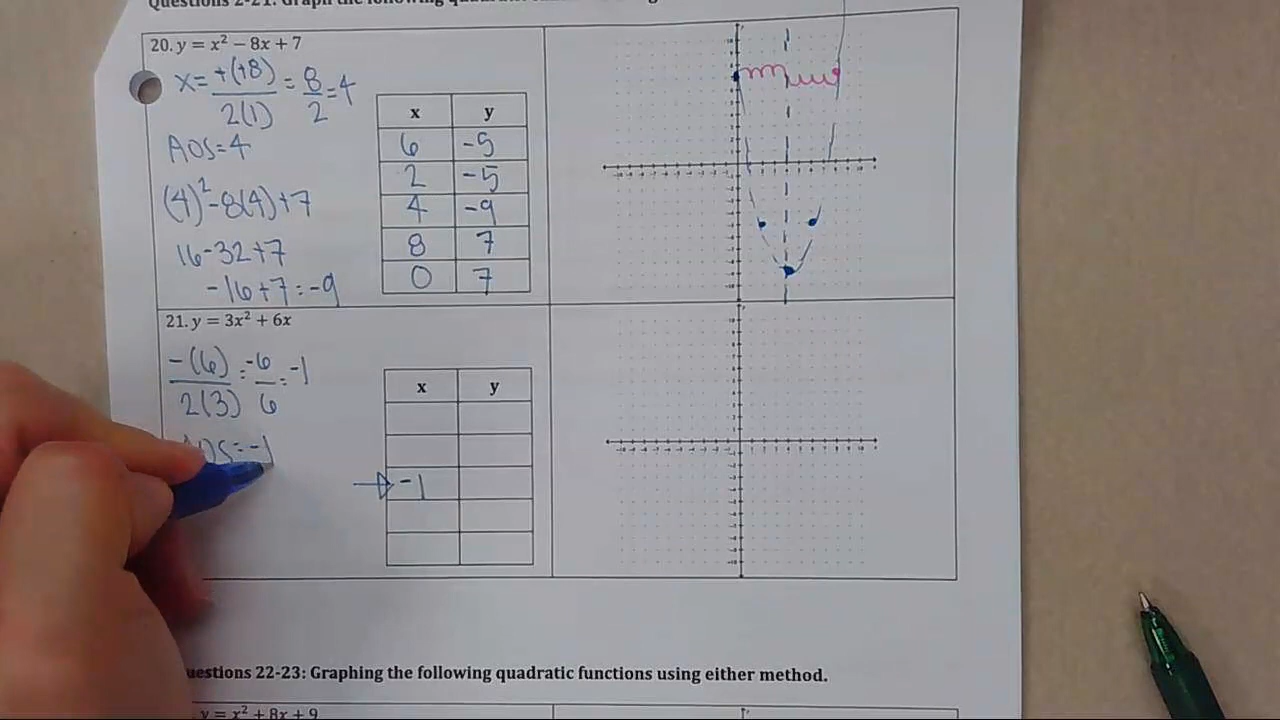 20. y = x² − 8x + 7
x = +(+8) = 8 = 4
2(1) 2
AOS = 4
(4)² - 8(4) + 7
16 - 32 + 7
-16 + 7 = -9
x y
6 -5
2 -5
4 -9
8 7
0 7
21. y = 3x² + 6x
-(6) = -6 = -1
2(3) 6
AOS = -1
x y
-1
Questions 22-23: Graphing the following quadratic functions using either method.
y = x² + 8x + 9